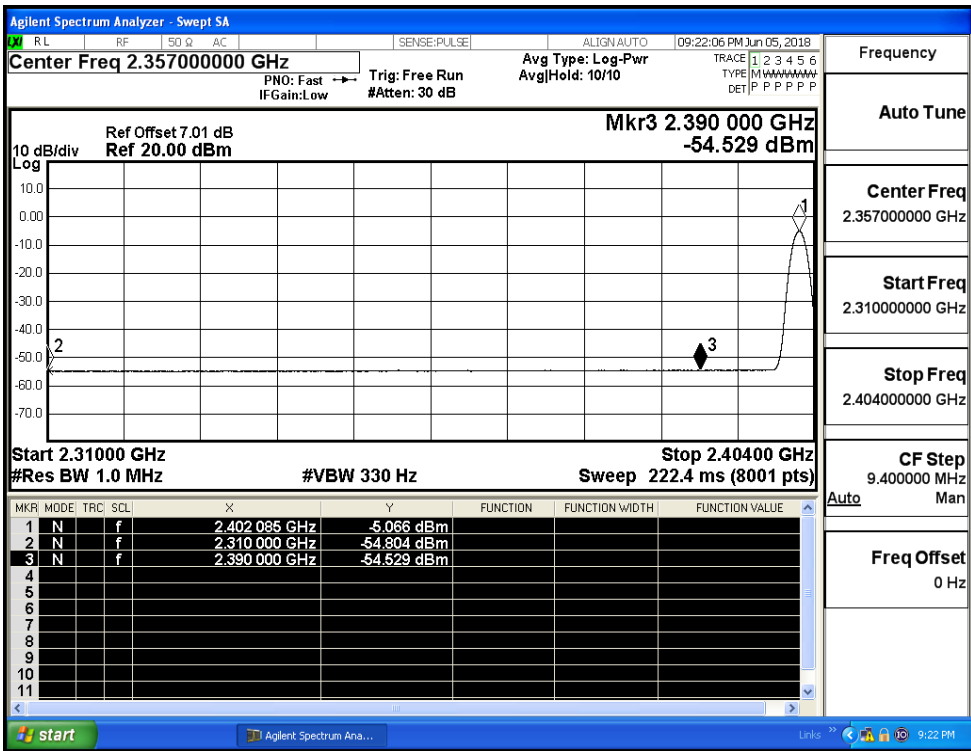 Agilent Spectrum Analyzer - Swept SA
LXI RL RF 50 Ω AC SENSE:PULSE ALIGN AUTO 09:22:06 PM Jun 05, 2018
Center Freq 2.357000000 GHz
PNO: Fast
IFGain:Low
Trig: Free Run
#Atten: 30 dB
Avg Type: Log-Pwr
Avg|Hold: 10/10
TRACE 1 2 3 4 5 6
TYPE M WWWWW
DET P P P P P P
Ref Offset 7.01 dB
10 dB/div Ref 20.00 dBm
Log
Mkr3 2.390 000 GHz
-54.529 dBm
10.0
0.00
-10.0
-20.0
-30.0
-40.0
-50.0
-60.0
-70.0
1
2
3
Start 2.31000 GHz Stop 2.40400 GHz
#Res BW 1.0 MHz #VBW 330 Hz Sweep 222.4 ms (8001 pts)
MKR MODE TRC SCL X Y FUNCTION FUNCTION WIDTH FUNCTION VALUE
1 N f 2.402 085 GHz -5.066 dBm
2 N f 2.310 000 GHz -54.804 dBm
3 N f 2.390 000 GHz -54.529 dBm
4
5
6
7
8
9
10
11
Frequency
Auto Tune
Center Freq
2.357000000 GHz
Start Freq
2.310000000 GHz
Stop Freq
2.404000000 GHz
CF Step
9.400000 MHz
Auto Man
Freq Offset
0 Hz
start Agilent Spectrum Ana... Links » 9:22 PM